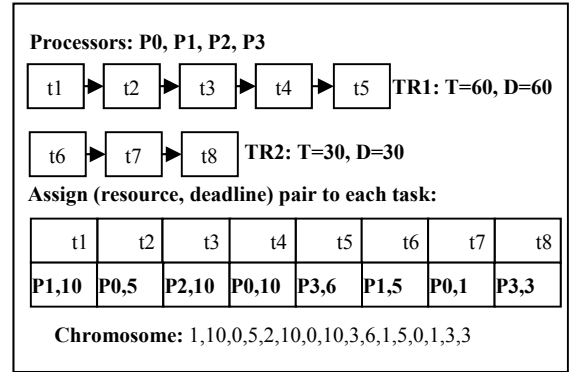 Processors: P0, P1, P2, P3
t1 t2 t3 t4 t5 TR1: T=60, D=60
t6 t7 t8 TR2: T=30, D=30
Assign (resource, deadline) pair to each task:
t1 t2 t3 t4 t5 t6 t7 t8
P1,10 P0,5 P2,10 P0,10 P3,6 P1,5 P0,1 P3,3
Chromosome: 1,10,0,5,2,10,0,10,3,6,1,5,0,1,3,3